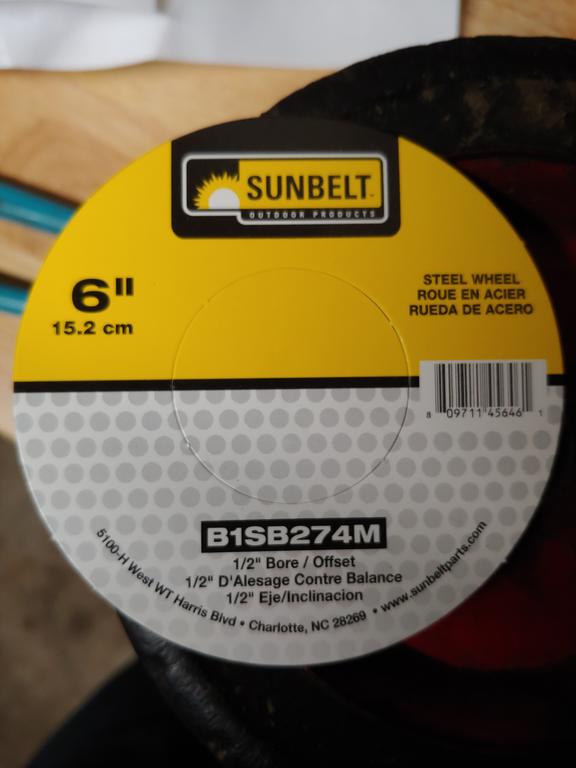 SUNBELT™
OUTDOOR PRODUCTS
6"
15.2 cm
STEEL WHEEL
ROUE EN ACIER
RUEDA DE ACERO
8 09711 45646 1
B1SB274M
1/2" Bore / Offset
1/2" D'Alesage Contre Balance
1/2" Eje/Inclinacion
5100-H West WT Harris Blvd • Charlotte, NC 28269 • www.sunbeltparts.com